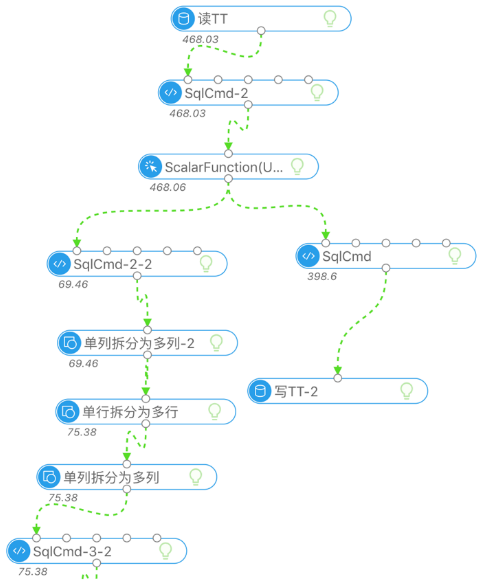 读TT
468.03
SqlCmd-2
468.03
ScalarFunction(U...
468.06
SqlCmd-2-2
69.46
SqlCmd
398.6
单列拆分为多列-2
69.46
写TT-2
单行拆分为多行
75.38
单列拆分为多列
75.38
SqlCmd-3-2
75.38